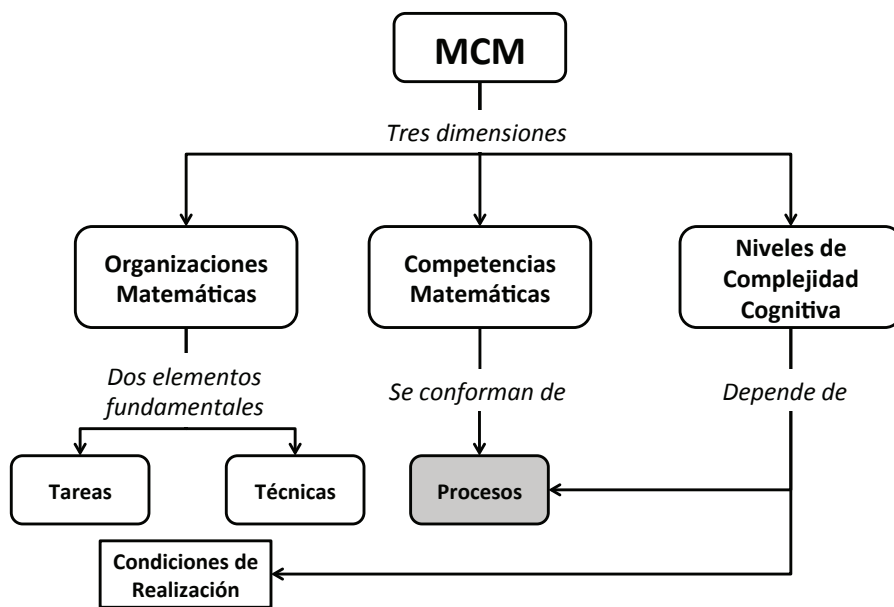 MCM
Tres dimensiones
Organizaciones
Matemáticas
Competencias
Matemáticas
Niveles de
Complejidad
Cognitiva
Dos elementos
fundamentales
Se conforman de
Depende de
Tareas
Técnicas
Procesos
Condiciones de
Realización